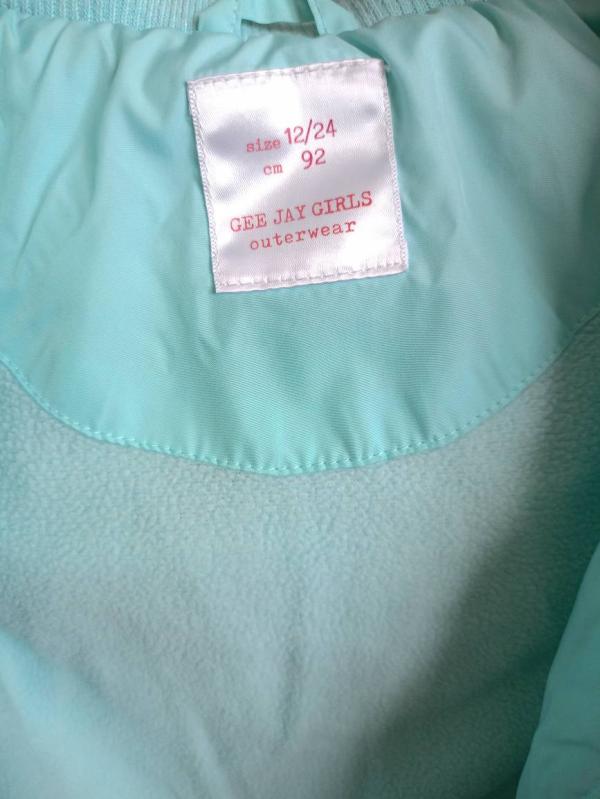 size 12/24
cm 92
GEE JAY GIRLS
outerwear